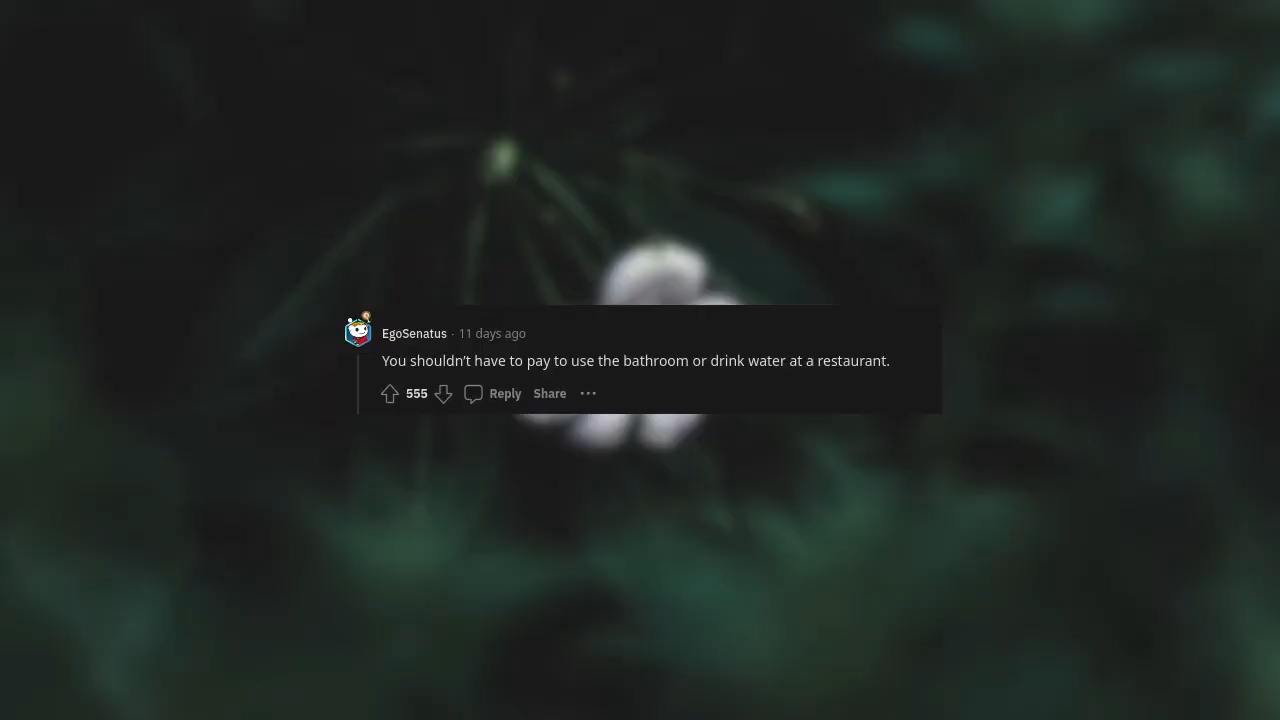 EgoSenatus · 11 days ago
You shouldn’t have to pay to use the bathroom or drink water at a restaurant.
555 Reply Share ···